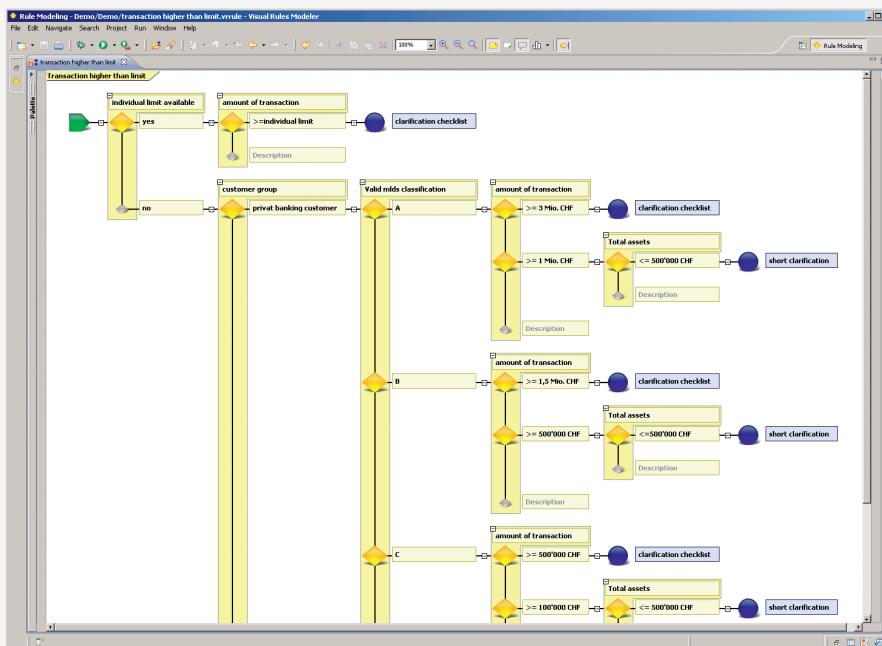 Rule Modeling - Demo/Demo/transaction higher than limit.vrrule - Visual Rules Modeler
File Edit Navigate Search Project Run Window Help
100%
Rule Modeling
transaction higher than limit
Transaction higher than limit
Palette
individual limit available
amount of transaction
yes
>=individual limit
clarification checklist
Description
customer group
Valid mlds classification
amount of transaction
no
privat banking customer
A
>= 3 Mio. CHF
clarification checklist
Total assets
>= 1 Mio. CHF
<= 500'000 CHF
short clarification
Description
Description
amount of transaction
B
>= 1,5 Mio. CHF
clarification checklist
Total assets
>= 500'000 CHF
<=500'000 CHF
short clarification
Description
Description
amount of transaction
C
>= 500'000 CHF
clarification checklist
Total assets
>= 100'000 CHF
<= 500'000 CHF
short clarification